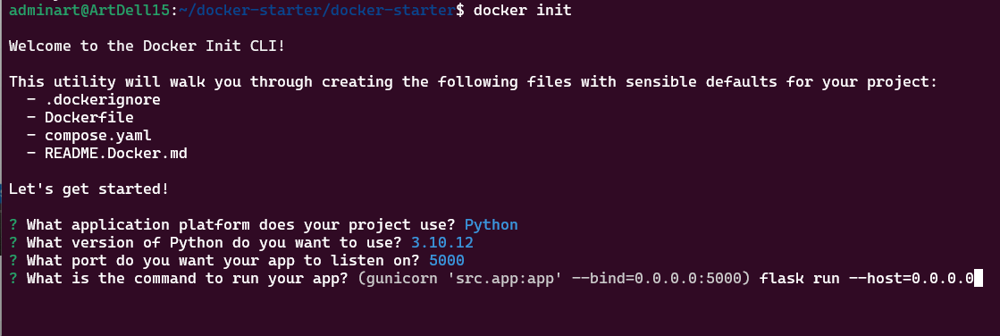 adminart@ArtDell15:~/docker-starter/docker-starter$ docker init
Welcome to the Docker Init CLI!
This utility will walk you through creating the following files with sensible defaults for your project:
  - .dockerignore
  - Dockerfile
  - compose.yaml
  - README.Docker.md
Let's get started!
? What application platform does your project use? Python
? What version of Python do you want to use? 3.10.12
? What port do you want your app to listen on? 5000
? What is the command to run your app? (gunicorn 'src.app:app' --bind=0.0.0.0:5000) flask run --host=0.0.0.0